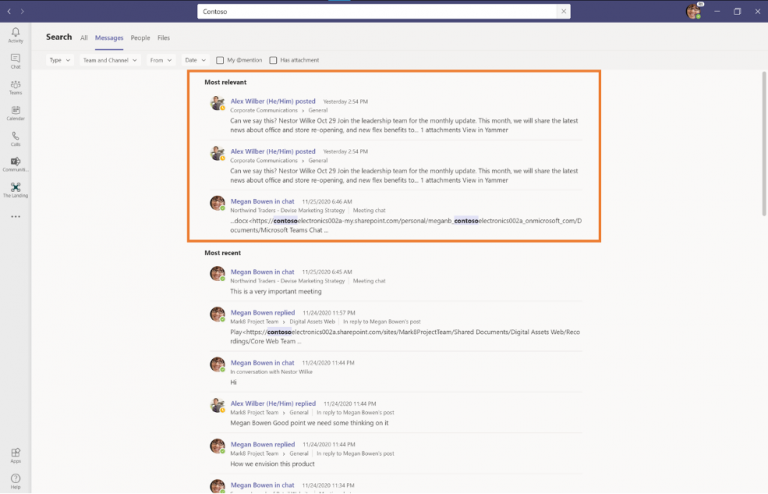 Contoso
Search All Messages People Files
Type Team and Channel From Date My @mention Has attachment
Activity
Chat
Teams
Calendar
Calls
Communiti...
The Landing
Apps
Help
Most relevant
Alex Wilber (He/Him) posted Yesterday 2:54 PM
Corporate Communications > General
Can we say this? Nestor Wilke Oct 29 Join the leadership team for the monthly update. This month, we will share the latest
news about office and store re-opening, and new flex benefits to... 1 attachments View in Yammer
Alex Wilber (He/Him) posted Yesterday 2:54 PM
Corporate Communications > General
Can we say this? Nestor Wilke Oct 29 Join the leadership team for the monthly update. This month, we will share the latest
news about office and store re-opening, and new flex benefits to... 1 attachments View in Yammer
Megan Bowen in chat 11/25/2020 6:46 AM
Northwind Traders - Devise Marketing Strategy | Meeting chat
...docx<https://contosoelectronics002a-my.sharepoint.com/personal/meganb_contosoelectronics002a_onmicrosoft_com/D
ocuments/Microsoft Teams Chat ...
Most recent
Megan Bowen in chat 11/25/2020 6:45 AM
Northwind Traders - Devise Marketing Strategy | Meeting chat
This is a very important meeting
Megan Bowen replied 11/24/2020 11:57 PM
Mark8 Project Team > Digital Assets Web | In reply to Megan Bowen's post
Play<https://contosoelectronics002a.sharepoint.com/sites/Mark8ProjectTeam/Shared Documents/Digital Assets Web/Reco
rdings/Core Web Team ...
Megan Bowen in chat 11/24/2020 11:44 PM
In conversation with Nestor Wilke
Hi
Alex Wilber (He/Him) replied 11/24/2020 11:44 PM
Mark8 Project Team > General | In reply to Megan Bowen's post
Megan Bowen Good point we need some thinking on it
Megan Bowen replied 11/24/2020 11:44 PM
Mark8 Project Team > General | In reply to Megan Bowen's post
How we envision this product
Megan Bowen in chat 11/24/2020 11:34 PM